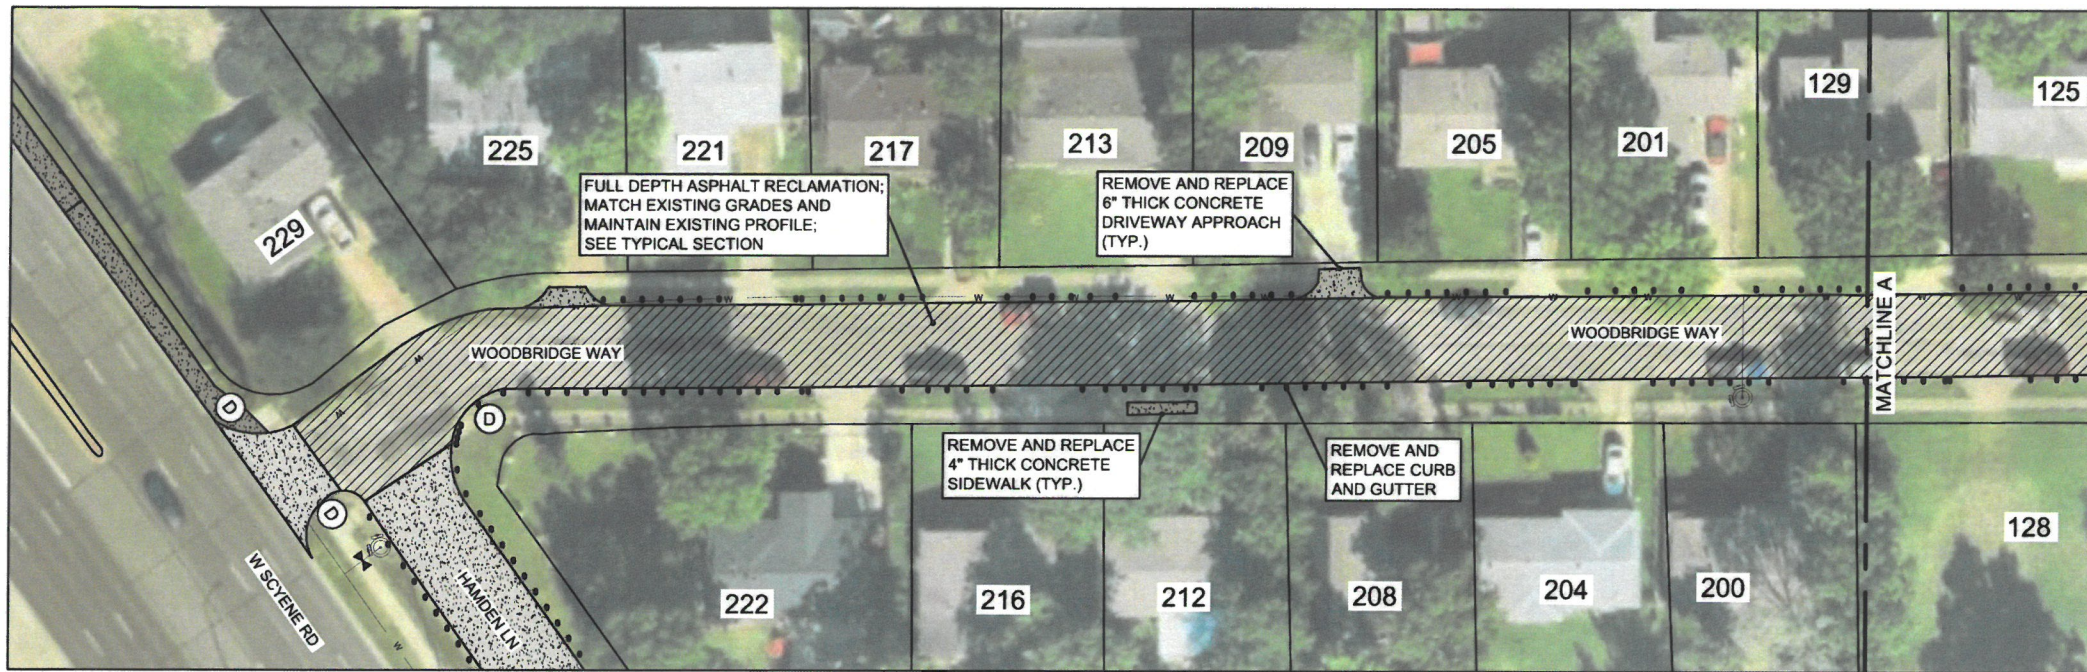 129
125
225
221
217
213
209
205
201
229
FULL DEPTH ASPHALT RECLAMATION;
MATCH EXISTING GRADES AND
MAINTAIN EXISTING PROFILE;
SEE TYPICAL SECTION
REMOVE AND REPLACE
6" THICK CONCRETE
DRIVEWAY APPROACH
(TYP.)
WOODBRIDGE WAY
WOODBRIDGE WAY
MATCHLINE A
D
D
D
REMOVE AND REPLACE
4" THICK CONCRETE
SIDEWALK (TYP.)
REMOVE AND
REPLACE CURB
AND GUTTER
W SCYENE RD
HAMDEN LN
222
216
212
208
204
200
128